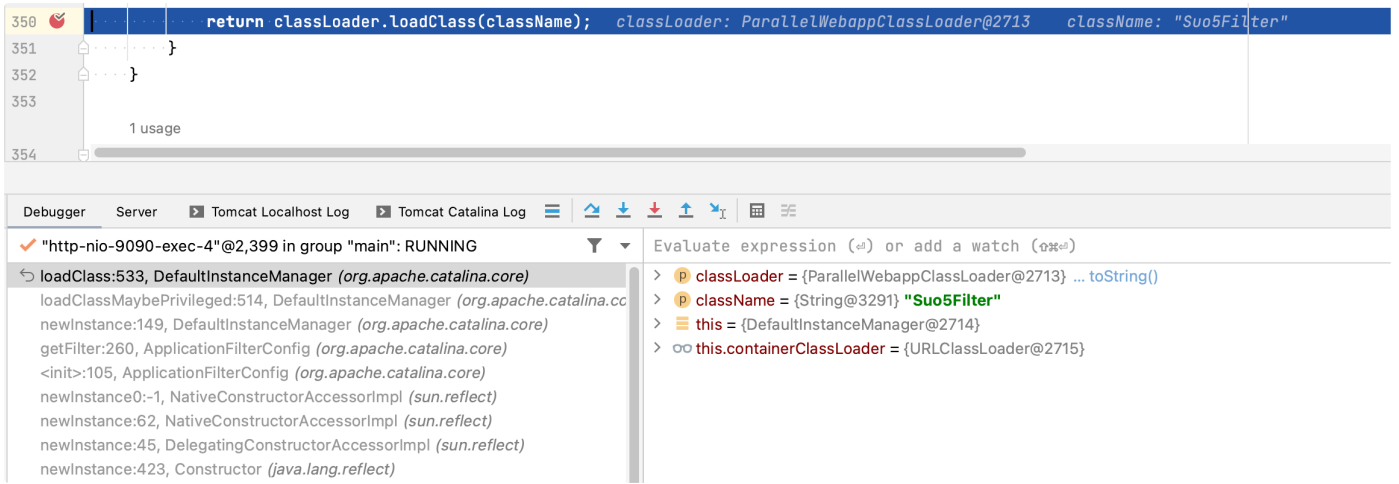 350 return classLoader.loadClass(className); classLoader: ParallelWebappClassLoader@2713 className: "Suo5Filter"
351 }
352 }
353
1 usage
354
Debugger Server Tomcat Localhost Log Tomcat Catalina Log
"http-nio-9090-exec-4"@2,399 in group "main": RUNNING
Evaluate expression (⏎) or add a watch (⇧⌘⏎)
loadClass:533, DefaultInstanceManager (org.apache.catalina.core)
loadClassMaybePrivileged:514, DefaultInstanceManager (org.apache.catalina.co
newInstance:149, DefaultInstanceManager (org.apache.catalina.core)
getFilter:260, ApplicationFilterConfig (org.apache.catalina.core)
<init>:105, ApplicationFilterConfig (org.apache.catalina.core)
newInstance0:-1, NativeConstructorAccessorImpl (sun.reflect)
newInstance:62, NativeConstructorAccessorImpl (sun.reflect)
newInstance:45, DelegatingConstructorAccessorImpl (sun.reflect)
newInstance:423, Constructor (java.lang.reflect)
p classLoader = {ParallelWebappClassLoader@2713} ... toString()
p className = {String@3291} "Suo5Filter"
this = {DefaultInstanceManager@2714}
this.containerClassLoader = {URLClassLoader@2715}